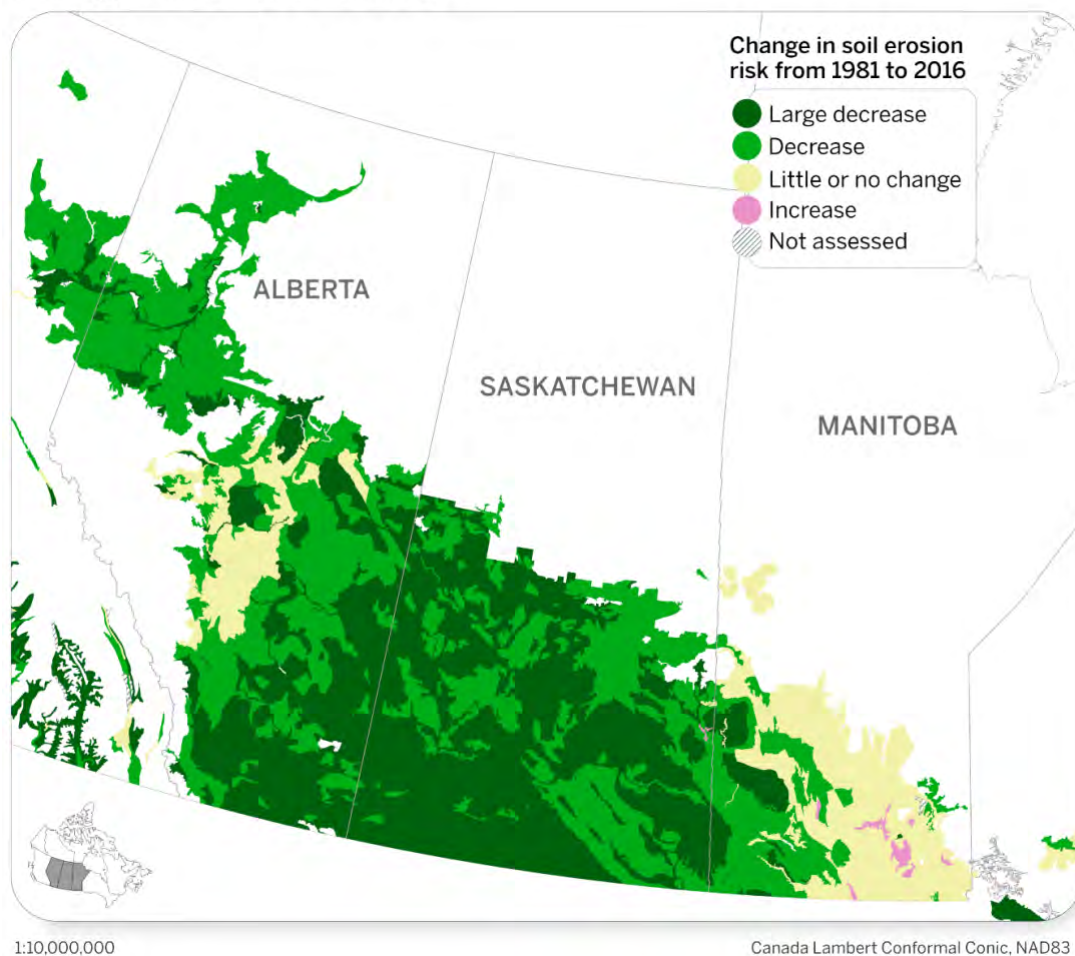 Change in soil erosion
risk from 1981 to 2016
Large decrease
Decrease
Little or no change
Increase
Not assessed
ALBERTA
SASKATCHEWAN
MANITOBA
1:10,000,000
Canada Lambert Conformal Conic, NAD83